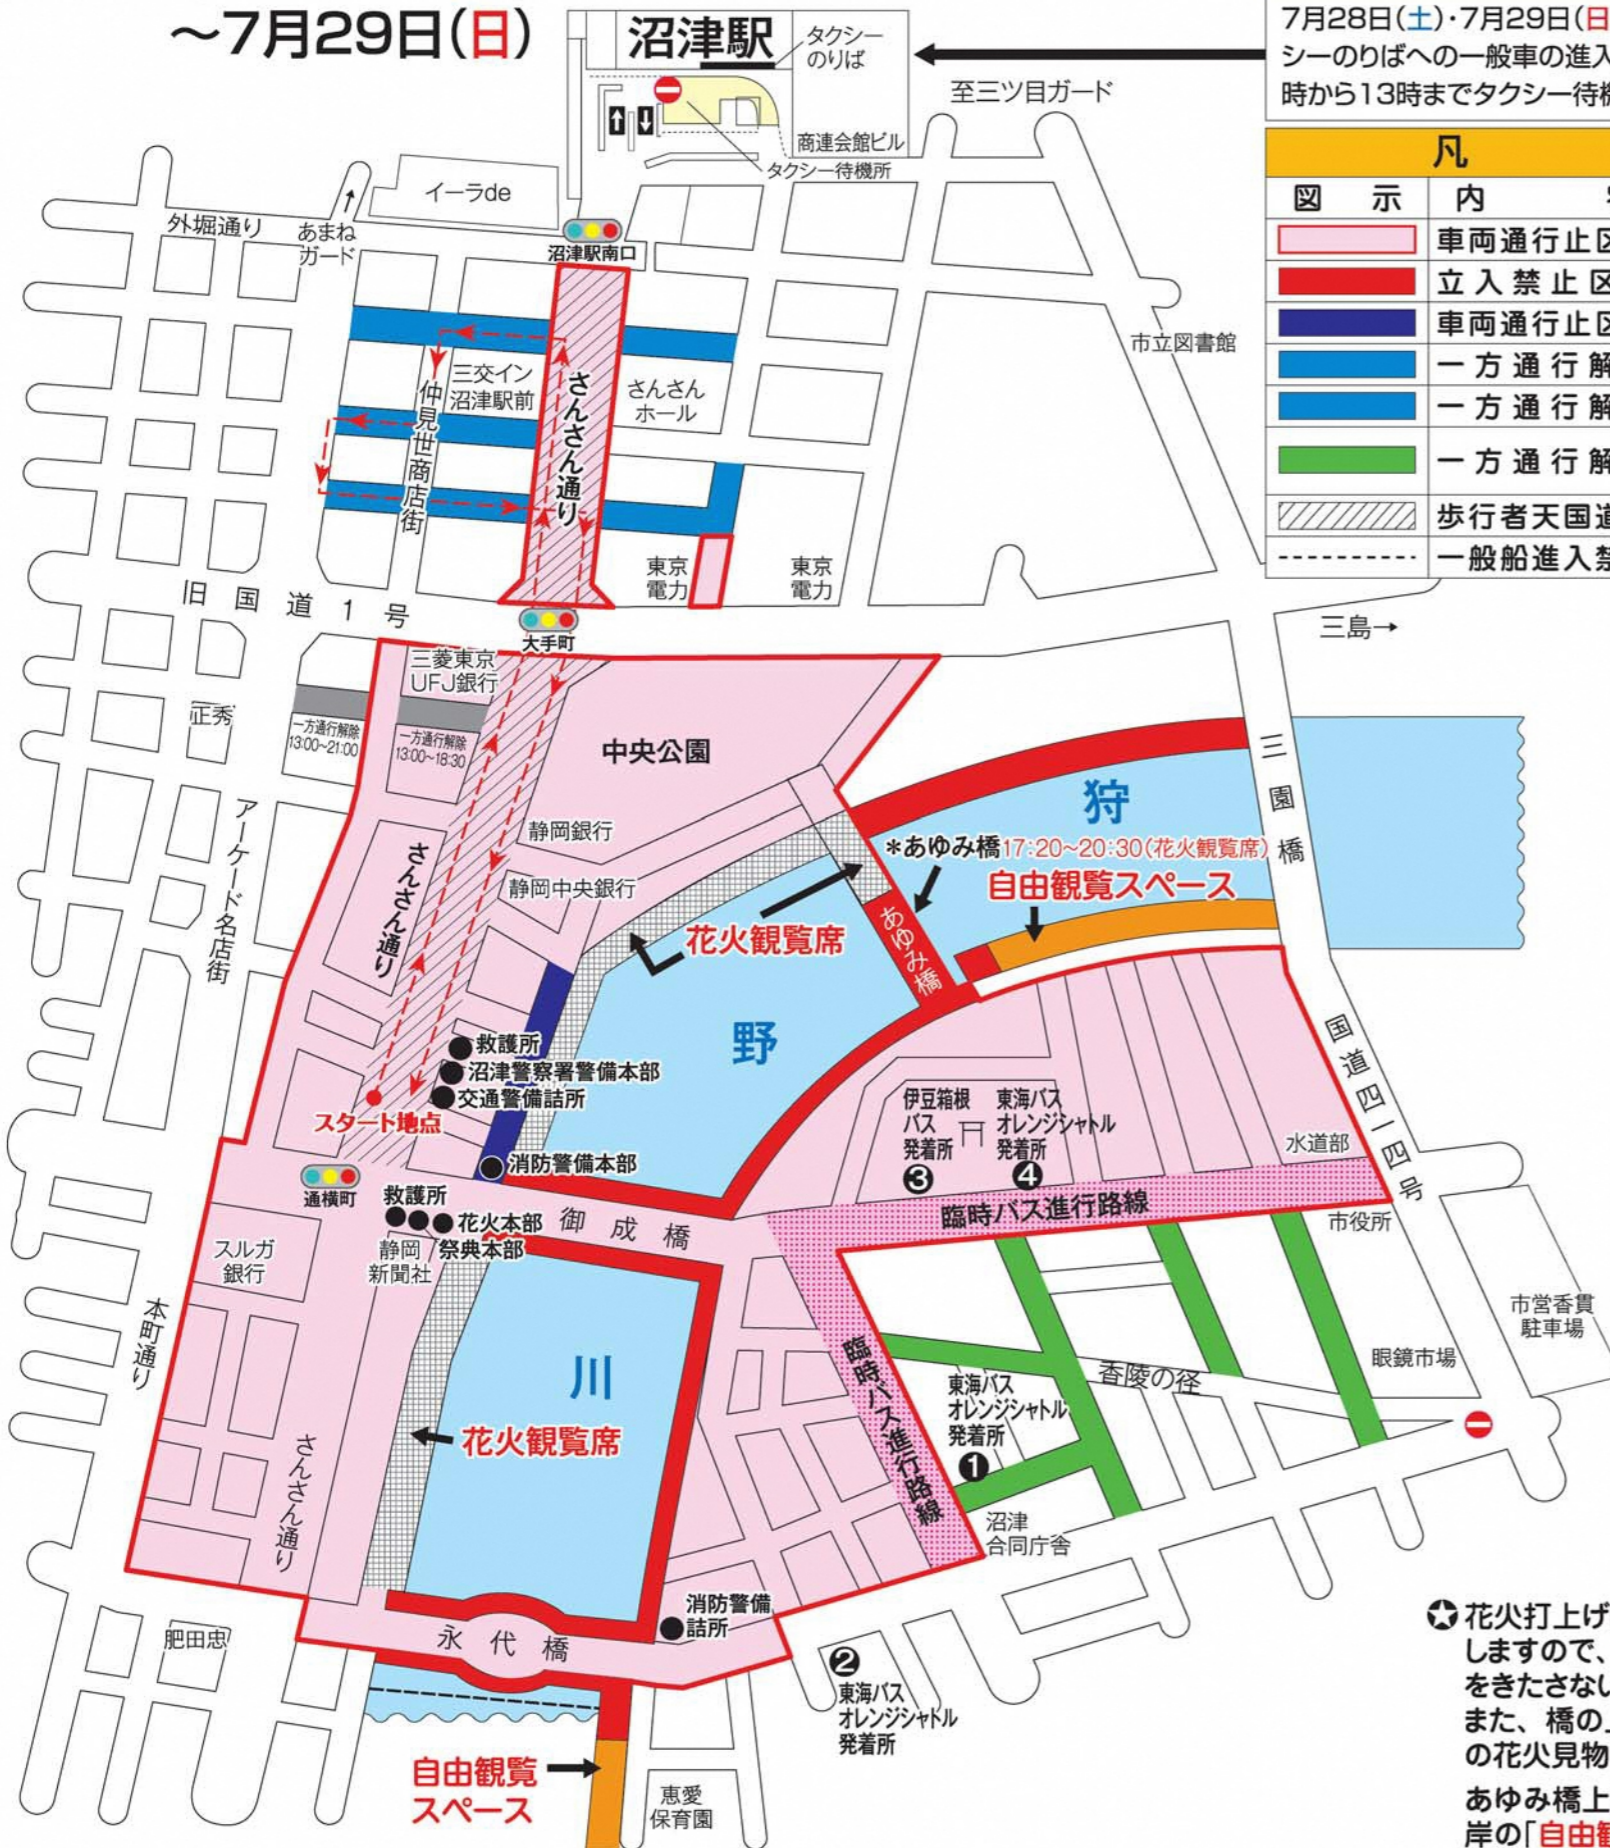 ～7月29日(日)
沼津駅
タクシー
のりば
7月28日(土)・7月29日(日
シーのりばへの一般車の進入
時から13時までタクシー待機
至三ツ目ガード
商連会館ビル
タクシー待機所
凡
図 示
内
車両通行止区
立入禁止区
車両通行止区
一方通行解
一方通行解
一方通行解
歩行者天国道
一般船進入禁
イーラde
外堀通り
あまね
ガード
沼津駅南口
市立図書館
三交イン
沼津駅前
仲見世商店街
さんさん通り
さんさん
ホール
東京
電力
東京
電力
旧国道1号
大手町
三島→
三菱東京
UFJ銀行
正秀
一方通行解除
13:00~21:00
一方通行解除
13:00~18:30
中央公園
三園橋
狩
アーケード名店街
静岡銀行
*あゆみ橋17:20~20:30(花火観覧席)
自由観覧スペース
さんさん通り
静岡中央銀行
花火観覧席
あゆみ橋
野
国道四一四号
救護所
沼津警察署警備本部
交通警備詰所
スタート地点
伊豆箱根
バス
発着所
❸
東海バス
オレンジシャトル
発着所
❹
水道部
消防警備本部
通横町
救護所
花火本部
祭典本部
御成橋
臨時バス進行路線
市役所
スルガ
銀行
静岡
新聞社
本町通り
川
臨時バス進行路線
市営香貫
駐車場
眼鏡市場
香陵の径
東海バス
オレンジシャトル
発着所
❶
花火観覧席
さんさん通り
沼津
合同庁舎
消防警備
詰所
永代橋
肥田忠
❷
東海バス
オレンジシャトル
発着所
自由観覧
スペース
恵愛
保育園
✪花火打上げ
しますので、
をきたさない
また、橋の上
の花火見物
あゆみ橋上
岸の「自由観